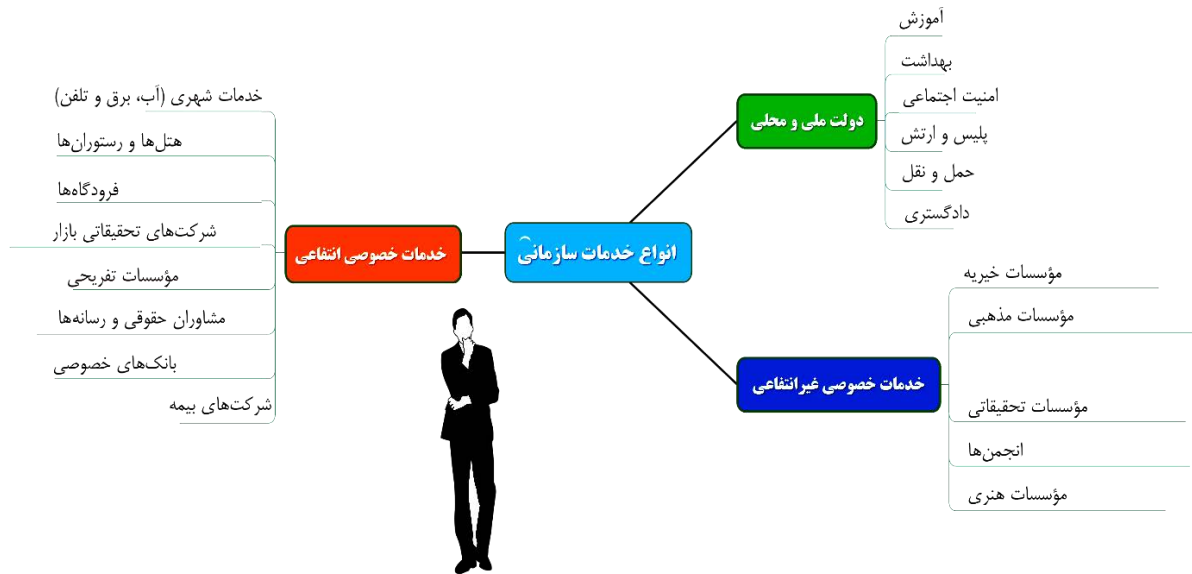 انواع خدمات سازمانی
دولت ملی و محلی
آموزش
بهداشت
امنیت اجتماعی
پلیس و ارتش
حمل و نقل
دادگستری
خدمات خصوصی غیرانتفاعی
مؤسسات خیریه
مؤسسات مذهبی
مؤسسات تحقیقاتی
انجمن‌ها
مؤسسات هنری
خدمات خصوصی انتفاعی
خدمات شهری (آب، برق و تلفن)
هتل‌ها و رستوران‌ها
فرودگاه‌ها
شرکت‌های تحقیقاتی بازار
مؤسسات تفریحی
مشاوران حقوقی و رسانه‌ها
بانک‌های خصوصی
شرکت‌های بیمه